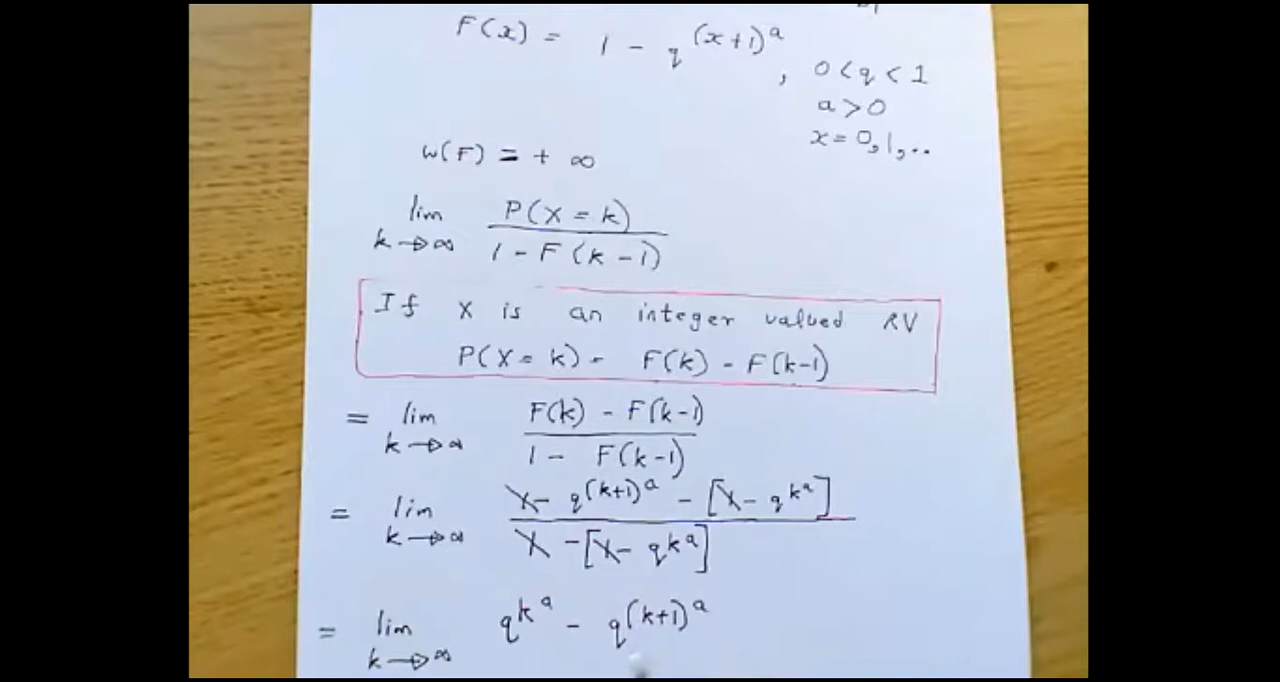 F(x) = 1 - q^{(x+1)^a}, 0 < q < 1
a > 0
x = 0, 1, ..
w(F) = + ∞
lim_{k→∞} P(X = k) / (1 - F(k-1))
If X is an integer valued RV
P(X = k) = F(k) - F(k-1)
= lim_{k→∞} (F(k) - F(k-1)) / (1 - F(k-1))
= lim_{k→∞} (1 - q^{(k+1)^a} - [1 - q^{k^a}]) / (1 - [1 - q^{k^a}])
= lim_{k→∞} q^{k^a} - q^{(k+1)^a}